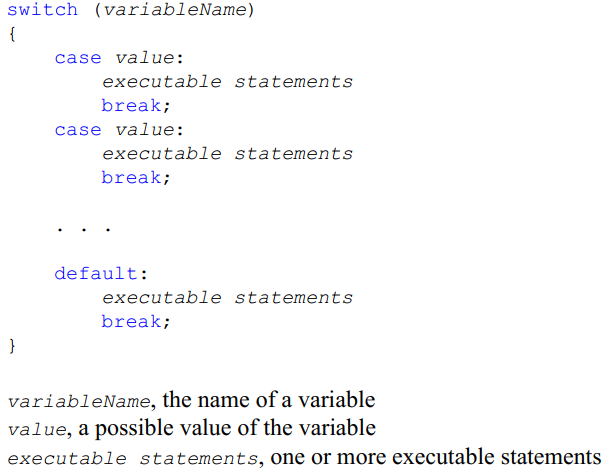 switch (variableName)
{
    case value:
        executable statements
        break;
    case value:
        executable statements
        break;

    . . .

    default:
        executable statements
        break;
}

variableName, the name of a variable
value, a possible value of the variable
executable statements, one or more executable statements